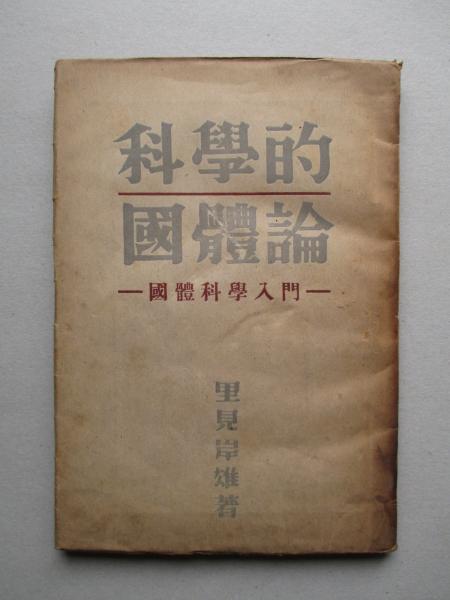 科學的
國體論
—國體科學入門—
里見岸雄著